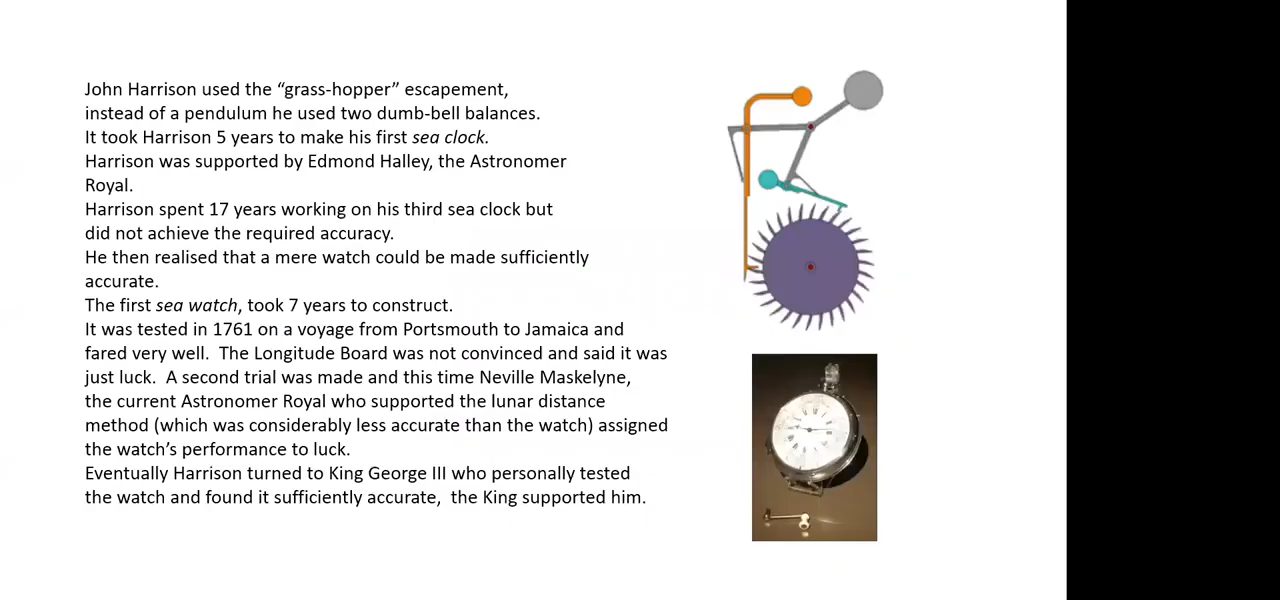 John Harrison used the “grass-hopper” escapement,
instead of a pendulum he used two dumb-bell balances.
It took Harrison 5 years to make his first sea clock.
Harrison was supported by Edmond Halley, the Astronomer
Royal.
Harrison spent 17 years working on his third sea clock but
did not achieve the required accuracy.
He then realised that a mere watch could be made sufficiently
accurate.
The first sea watch, took 7 years to construct.
It was tested in 1761 on a voyage from Portsmouth to Jamaica and
fared very well.  The Longitude Board was not convinced and said it was
just luck.  A second trial was made and this time Neville Maskelyne,
the current Astronomer Royal who supported the lunar distance
method (which was considerably less accurate than the watch) assigned
the watch’s performance to luck.
Eventually Harrison turned to King George III who personally tested
the watch and found it sufficiently accurate,  the King supported him.